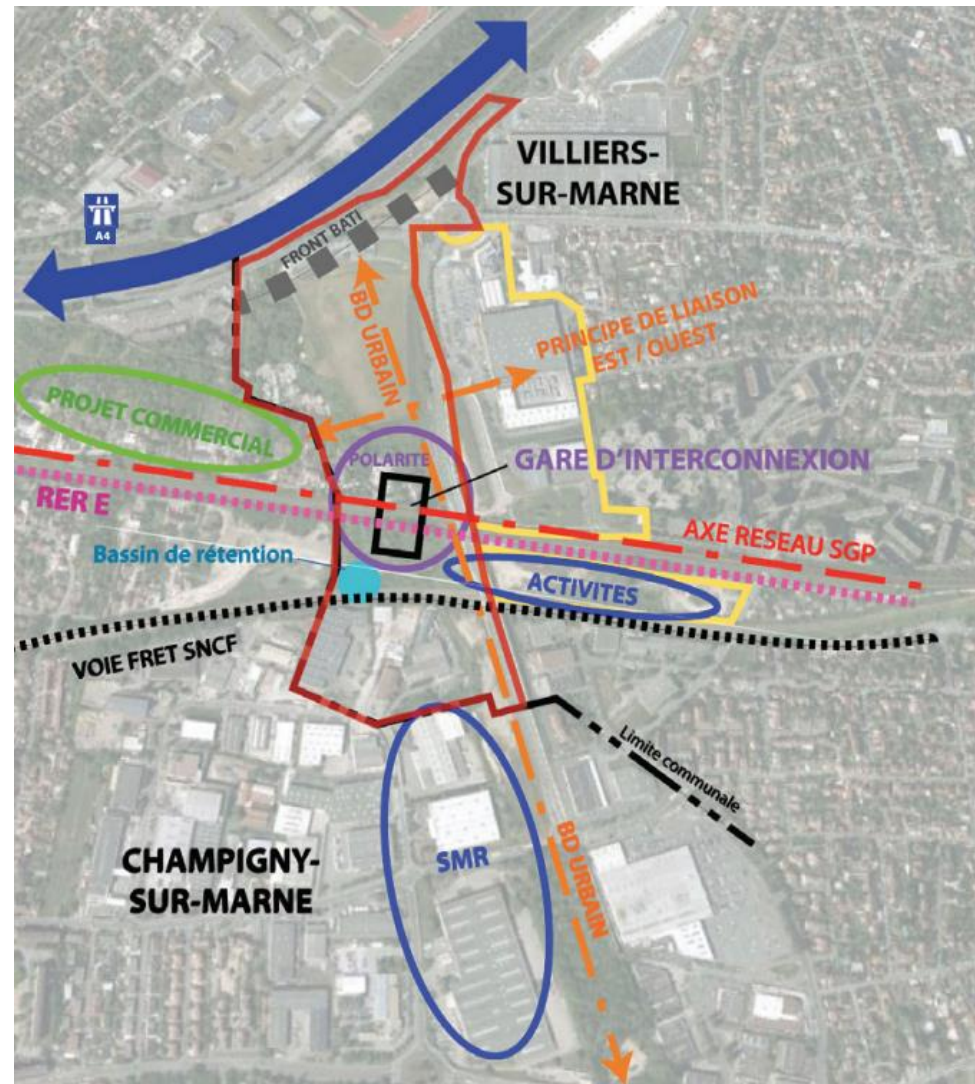 VILLIERS-
SUR-MARNE
A4
FRONT BATI
BD URBAIN
PRINCIPE DE LIAISON
EST / OUEST
PROJET COMMERCIAL
POLARITE
GARE D'INTERCONNEXION
RER E
AXE RESEAU SGP
Bassin de rétention
ACTIVITES
VOIE FRET SNCF
Limite communale
CHAMPIGNY-
SUR-MARNE
SMR
BD URBAIN